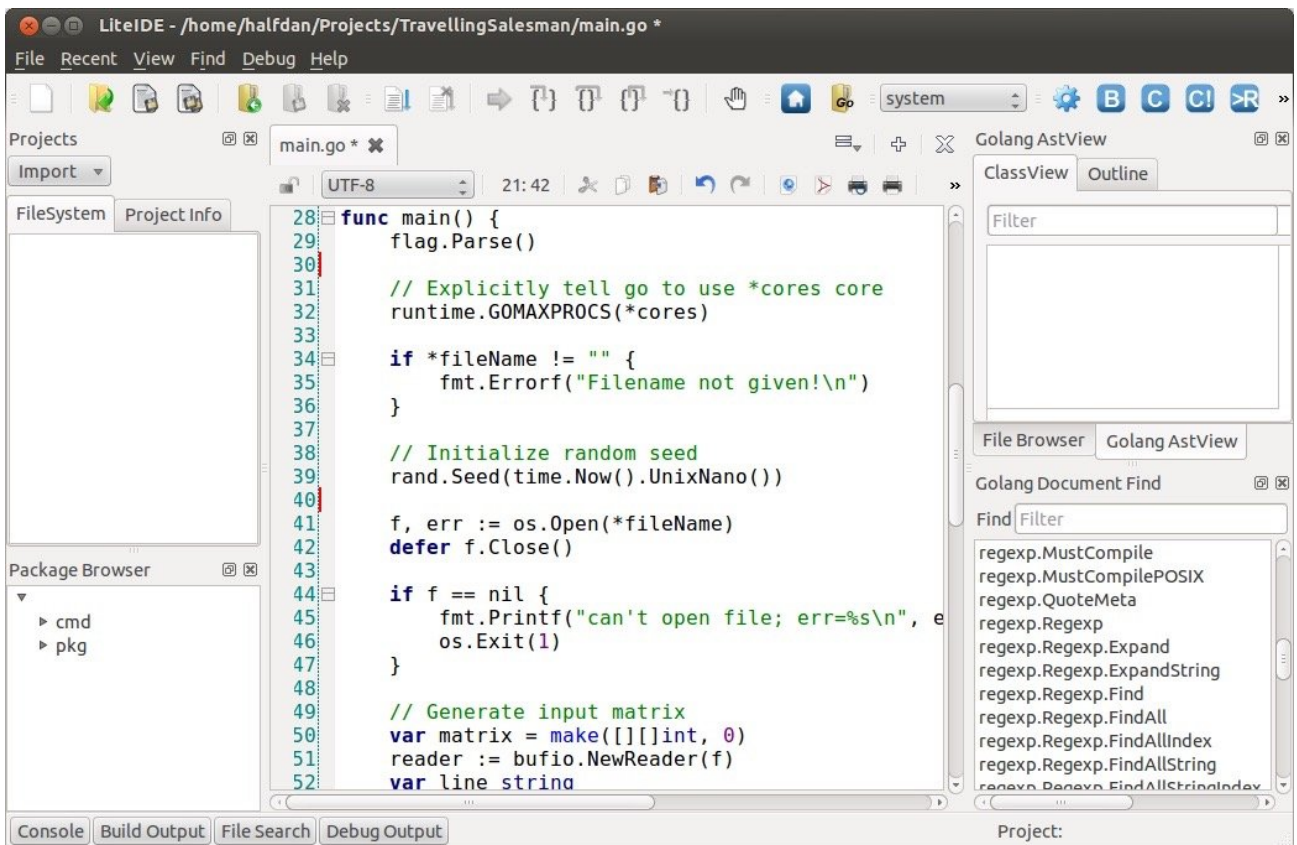 LiteIDE - /home/halfdan/Projects/TravellingSalesman/main.go *
File Recent View Find Debug Help
Go system B C C! >R »
Projects
Import
FileSystem Project Info
Package Browser
cmd
pkg
main.go *
UTF-8 21: 42 »
28 func main() {
29 flag.Parse()
30
31 // Explicitly tell go to use *cores core
32 runtime.GOMAXPROCS(*cores)
33
34 if *fileName != "" {
35 fmt.Errorf("Filename not given!\n")
36 }
37
38 // Initialize random seed
39 rand.Seed(time.Now().UnixNano())
40
41 f, err := os.Open(*fileName)
42 defer f.Close()
43
44 if f == nil {
45 fmt.Printf("can't open file; err=%s\n", e
46 os.Exit(1)
47 }
48
49 // Generate input matrix
50 var matrix = make([][]int, 0)
51 reader := bufio.NewReader(f)
52 var line string
Golang AstView
ClassView Outline
Filter
File Browser Golang AstView
Golang Document Find
Find Filter
regexp.MustCompile
regexp.MustCompilePOSIX
regexp.QuoteMeta
regexp.Regexp
regexp.Regexp.Expand
regexp.Regexp.ExpandString
regexp.Regexp.Find
regexp.Regexp.FindAll
regexp.Regexp.FindAllIndex
regexp.Regexp.FindAllString
regexp.Regexp.FindAllStringIndex
Console Build Output File Search Debug Output Project: